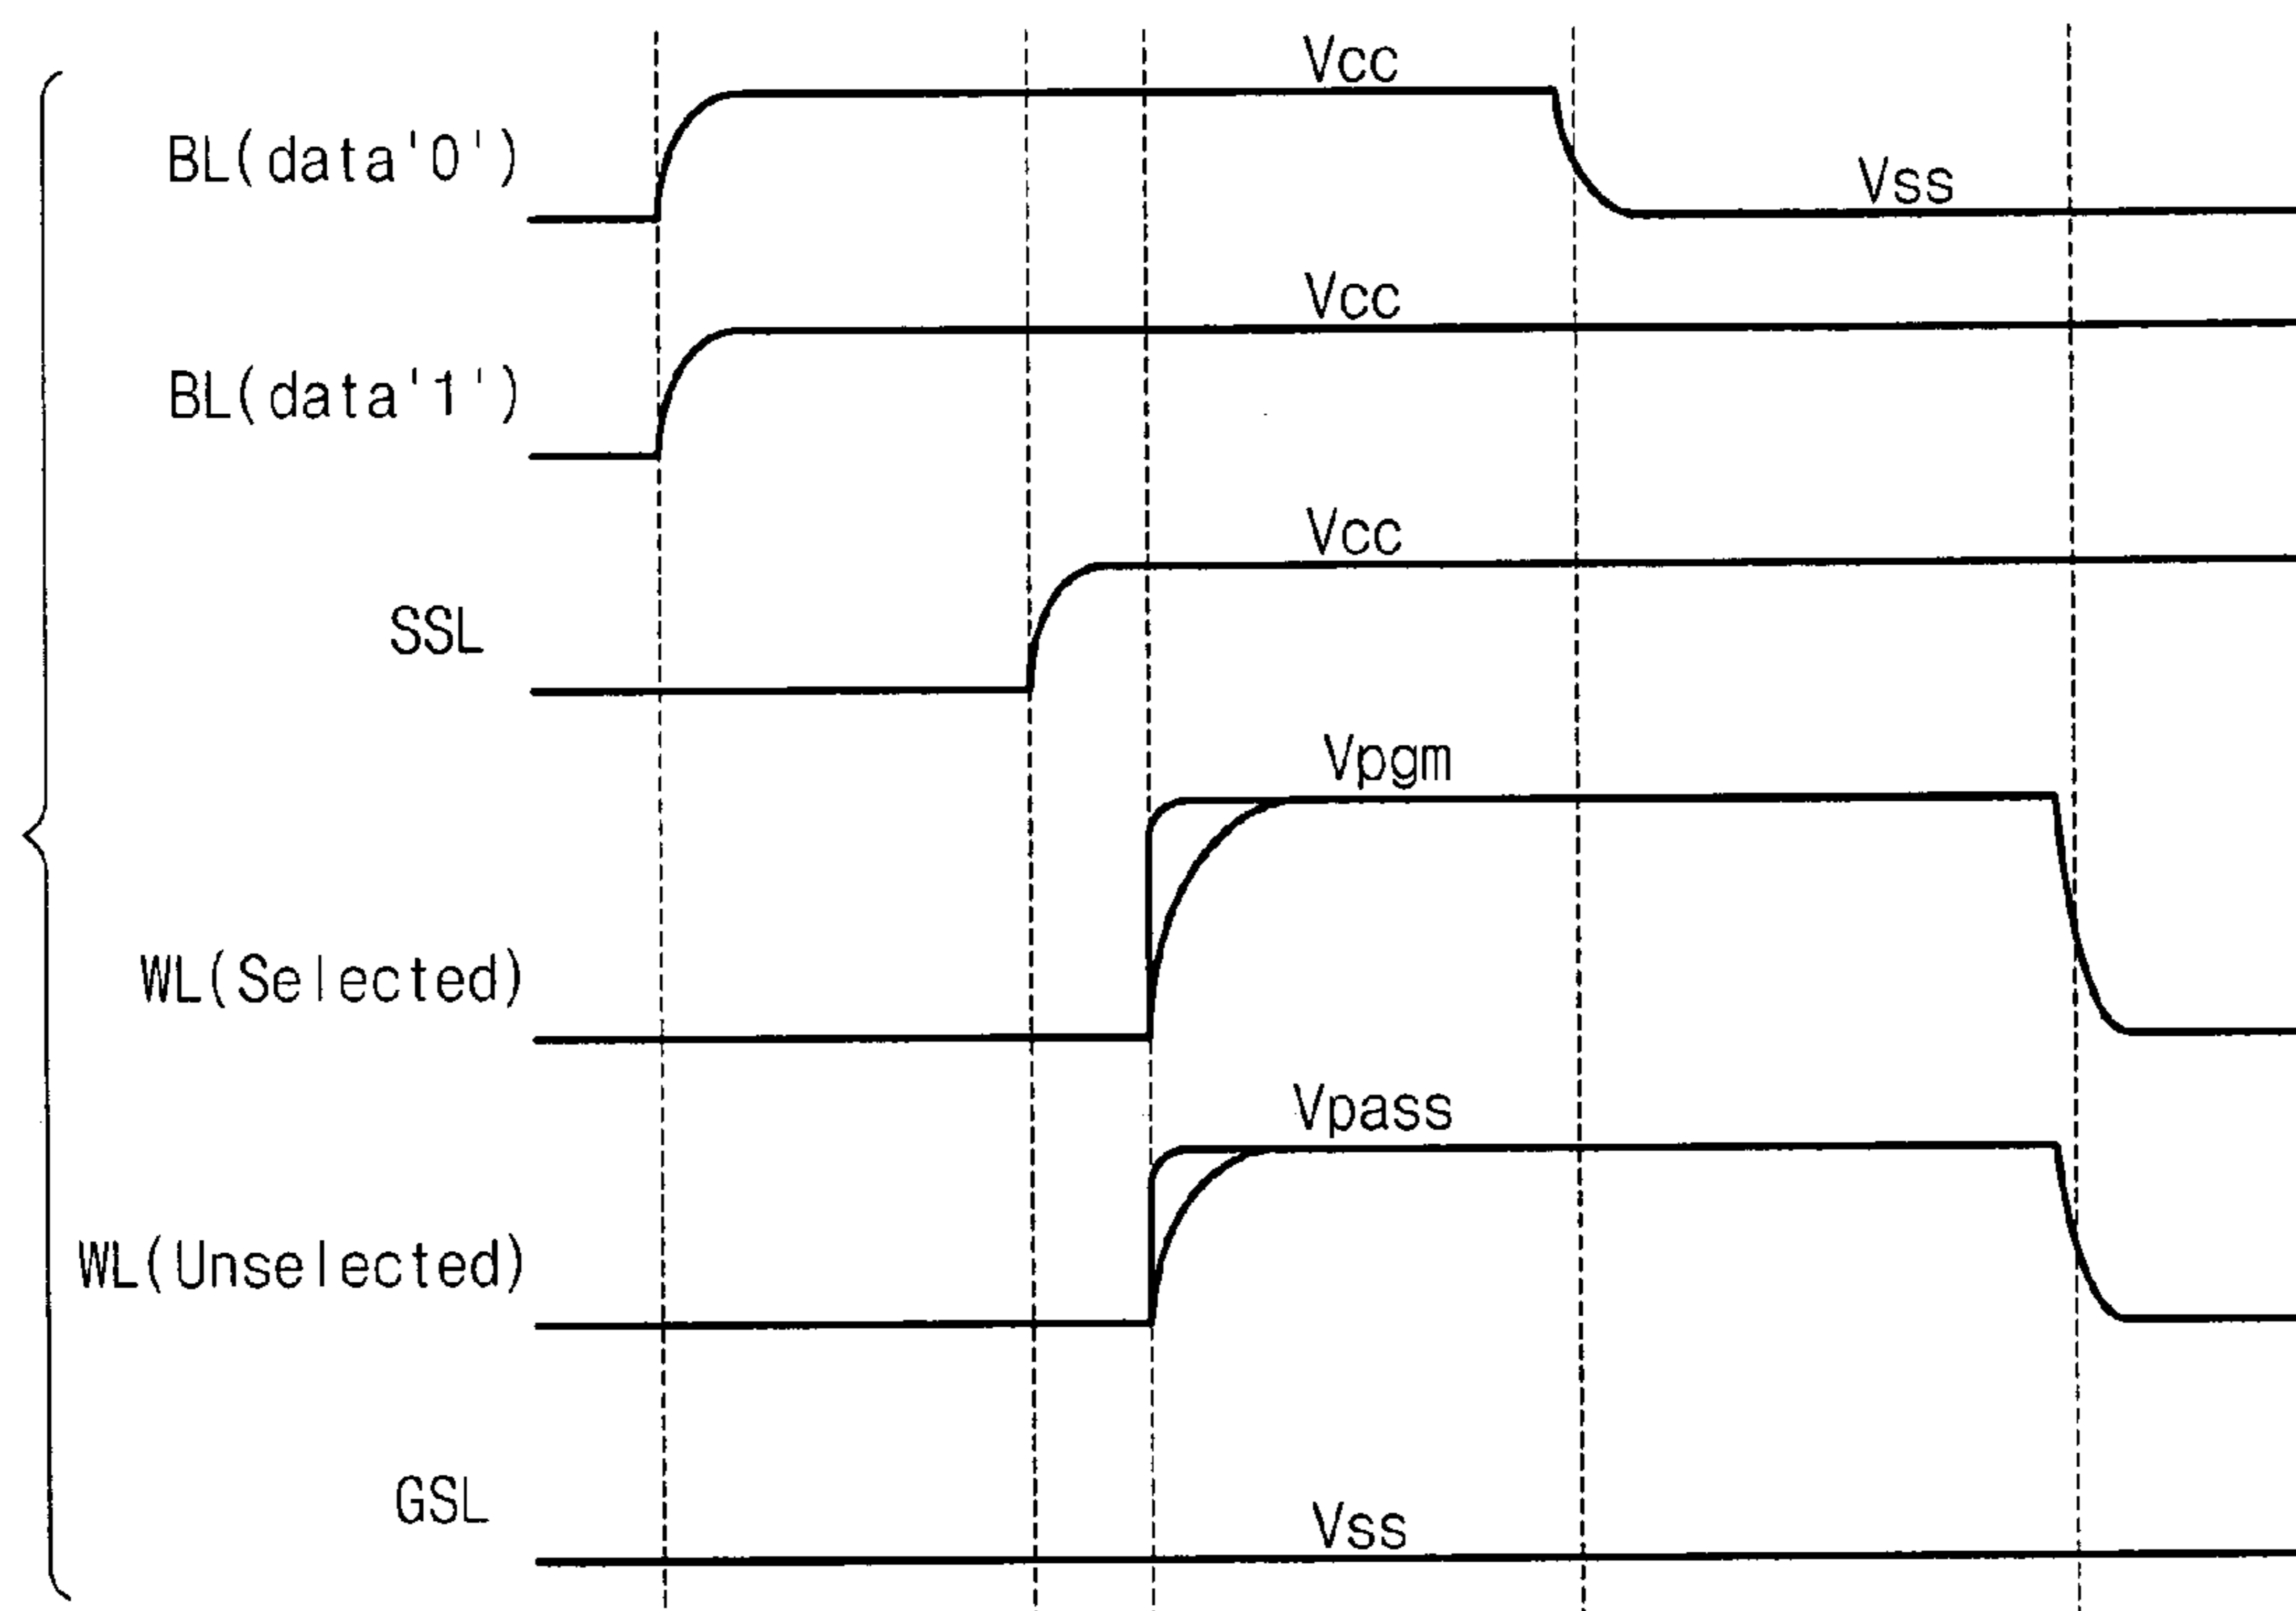 Vcc
BL(data'0')
Vss
Vcc
BL(data'1')
Vcc
SSL
Vpgm
WL(Selected)
Vpass
WL(Unselected)
GSL
Vss